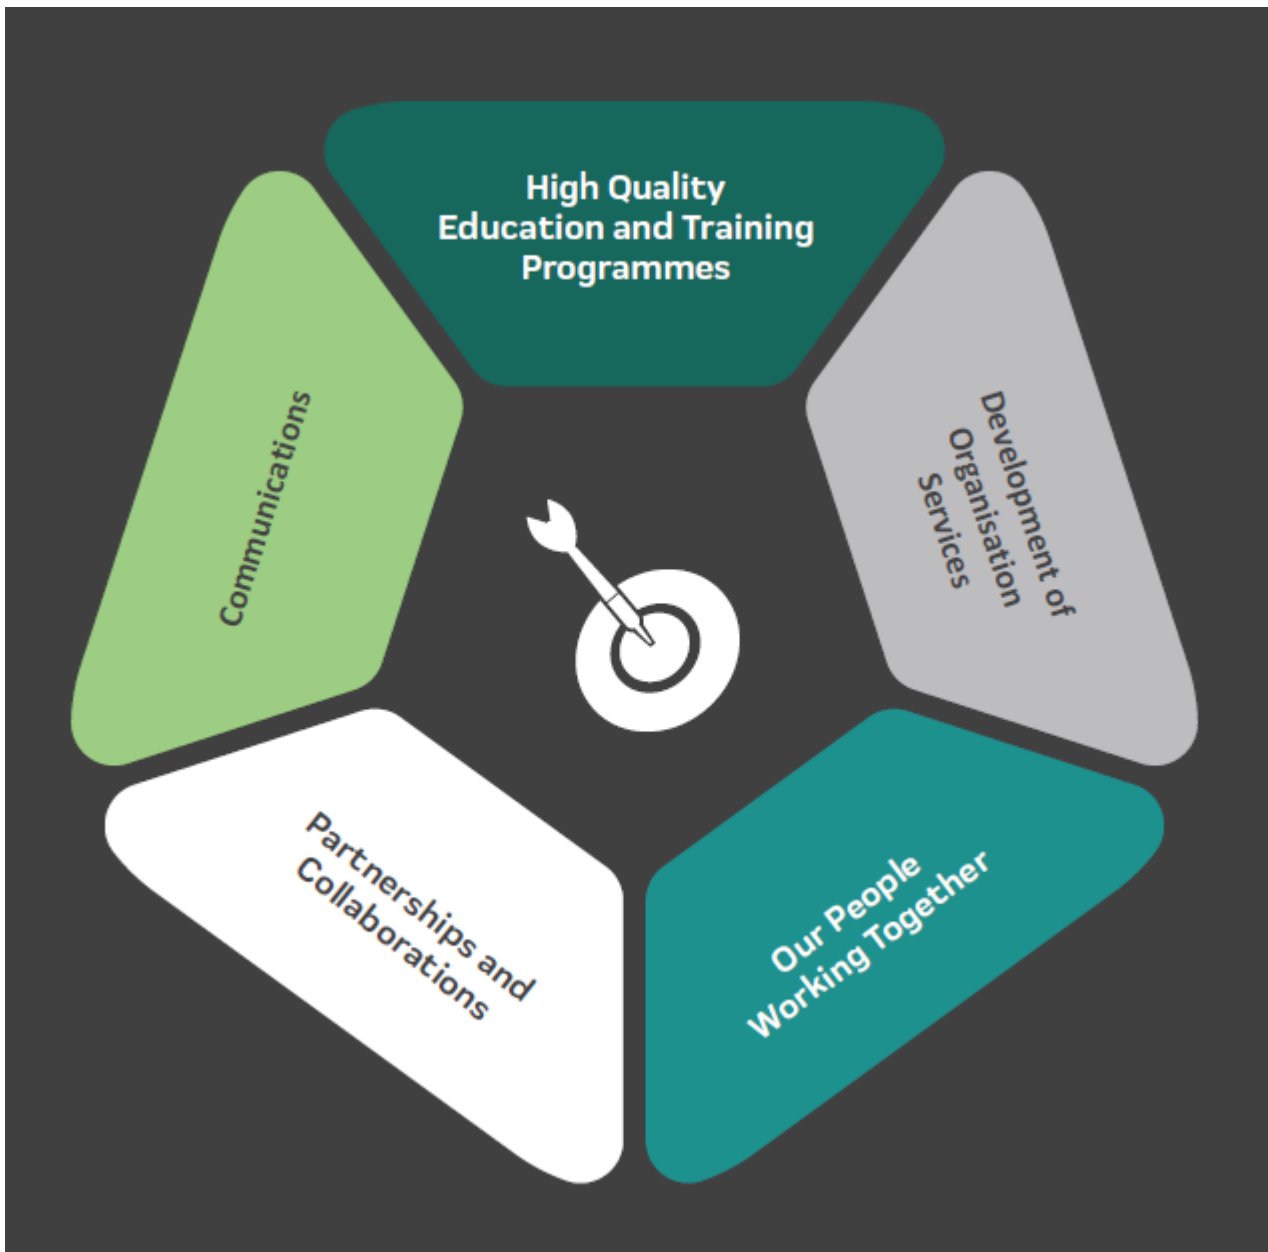 High Quality
Education and Training
Programmes
Development of
Organisation
Services
Our People
Working Together
Partnerships and
Collaborations
Communications